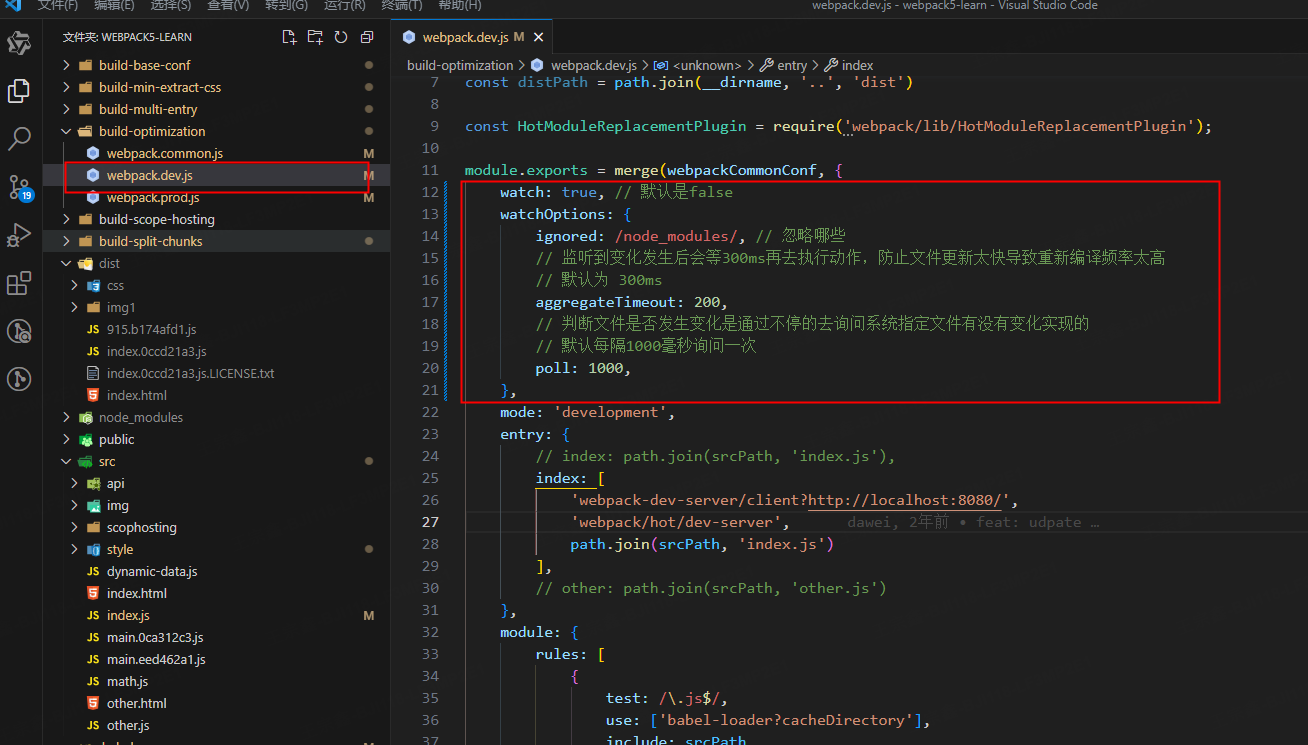 文件(F) 编辑(E) 选择(S) 查看(V) 转到(G) 运行(R) 终端(T) 帮助(H) webpack.dev.js - webpack5-learn - Visual Studio Code
文件夹: WEBPACK5-LEARN
build-base-conf
build-min-extract-css
build-multi-entry
build-optimization
webpack.common.js M
webpack.dev.js M
webpack.prod.js M
build-scope-hosting
build-split-chunks
dist
css
img1
JS 915.b174afd1.js
JS index.0ccd21a3.js
index.0ccd21a3.js.LICENSE.txt
index.html
node_modules
public
src
api
img
scophosting
style
JS dynamic-data.js
index.html
JS index.js M
JS main.0ca312c3.js
JS main.eed462a1.js
JS math.js
other.html
JS other.js
19
webpack.dev.js M
build-optimization > webpack.dev.js > <unknown> > entry > index
7 const distPath = path.join(__dirname, '..', 'dist')
8
9 const HotModuleReplacementPlugin = require('webpack/lib/HotModuleReplacementPlugin');
10
11 module.exports = merge(webpackCommonConf, {
12 watch: true, // 默认是false
13 watchOptions: {
14 ignored: /node_modules/, // 忽略哪些
15 // 监听到变化发生后会等300ms再去执行动作，防止文件更新太快导致重新编译频率太高
16 // 默认为 300ms
17 aggregateTimeout: 200,
18 // 判断文件是否发生变化是通过不停的去询问系统指定文件有没有变化实现的
19 // 默认每隔1000毫秒询问一次
20 poll: 1000,
21 },
22 mode: 'development',
23 entry: {
24 // index: path.join(srcPath, 'index.js'),
25 index: [
26 'webpack-dev-server/client?http://localhost:8080/',
27 'webpack/hot/dev-server', dawei, 2年前 • feat: udpate …
28 path.join(srcPath, 'index.js')
29 ],
30 // other: path.join(srcPath, 'other.js')
31 },
32 module: {
33 rules: [
34 {
35 test: /\.js$/,
36 use: ['babel-loader?cacheDirectory'],
37 include: srcPath